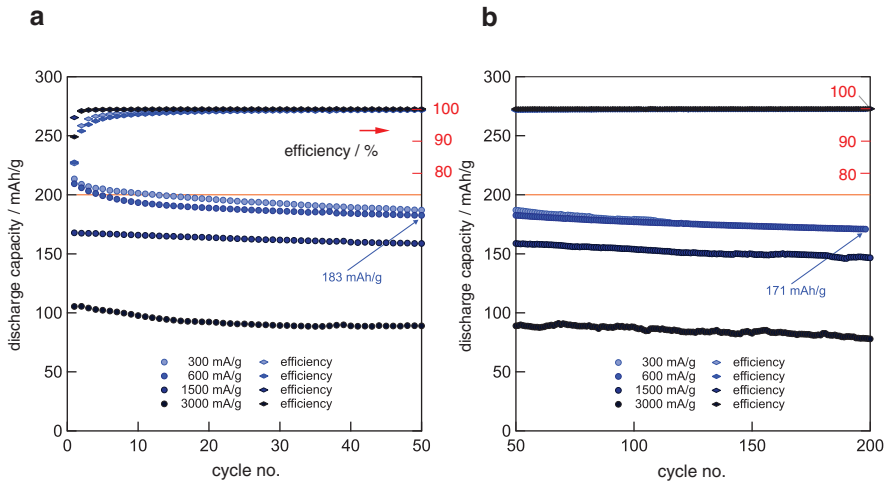 a
300
250
200
150
100
50
0
discharge capacity / mAh/g
100
90
80
efficiency / %
183 mAh/g
300 mA/g efficiency
600 mA/g efficiency
1500 mA/g efficiency
3000 mA/g efficiency
0 10 20 30 40 50
cycle no.
b
300
250
200
150
100
50
0
discharge capacity / mAh/g
100
90
80
171 mAh/g
300 mA/g efficiency
600 mA/g efficiency
1500 mA/g efficiency
3000 mA/g efficiency
50 100 150 200
cycle no.